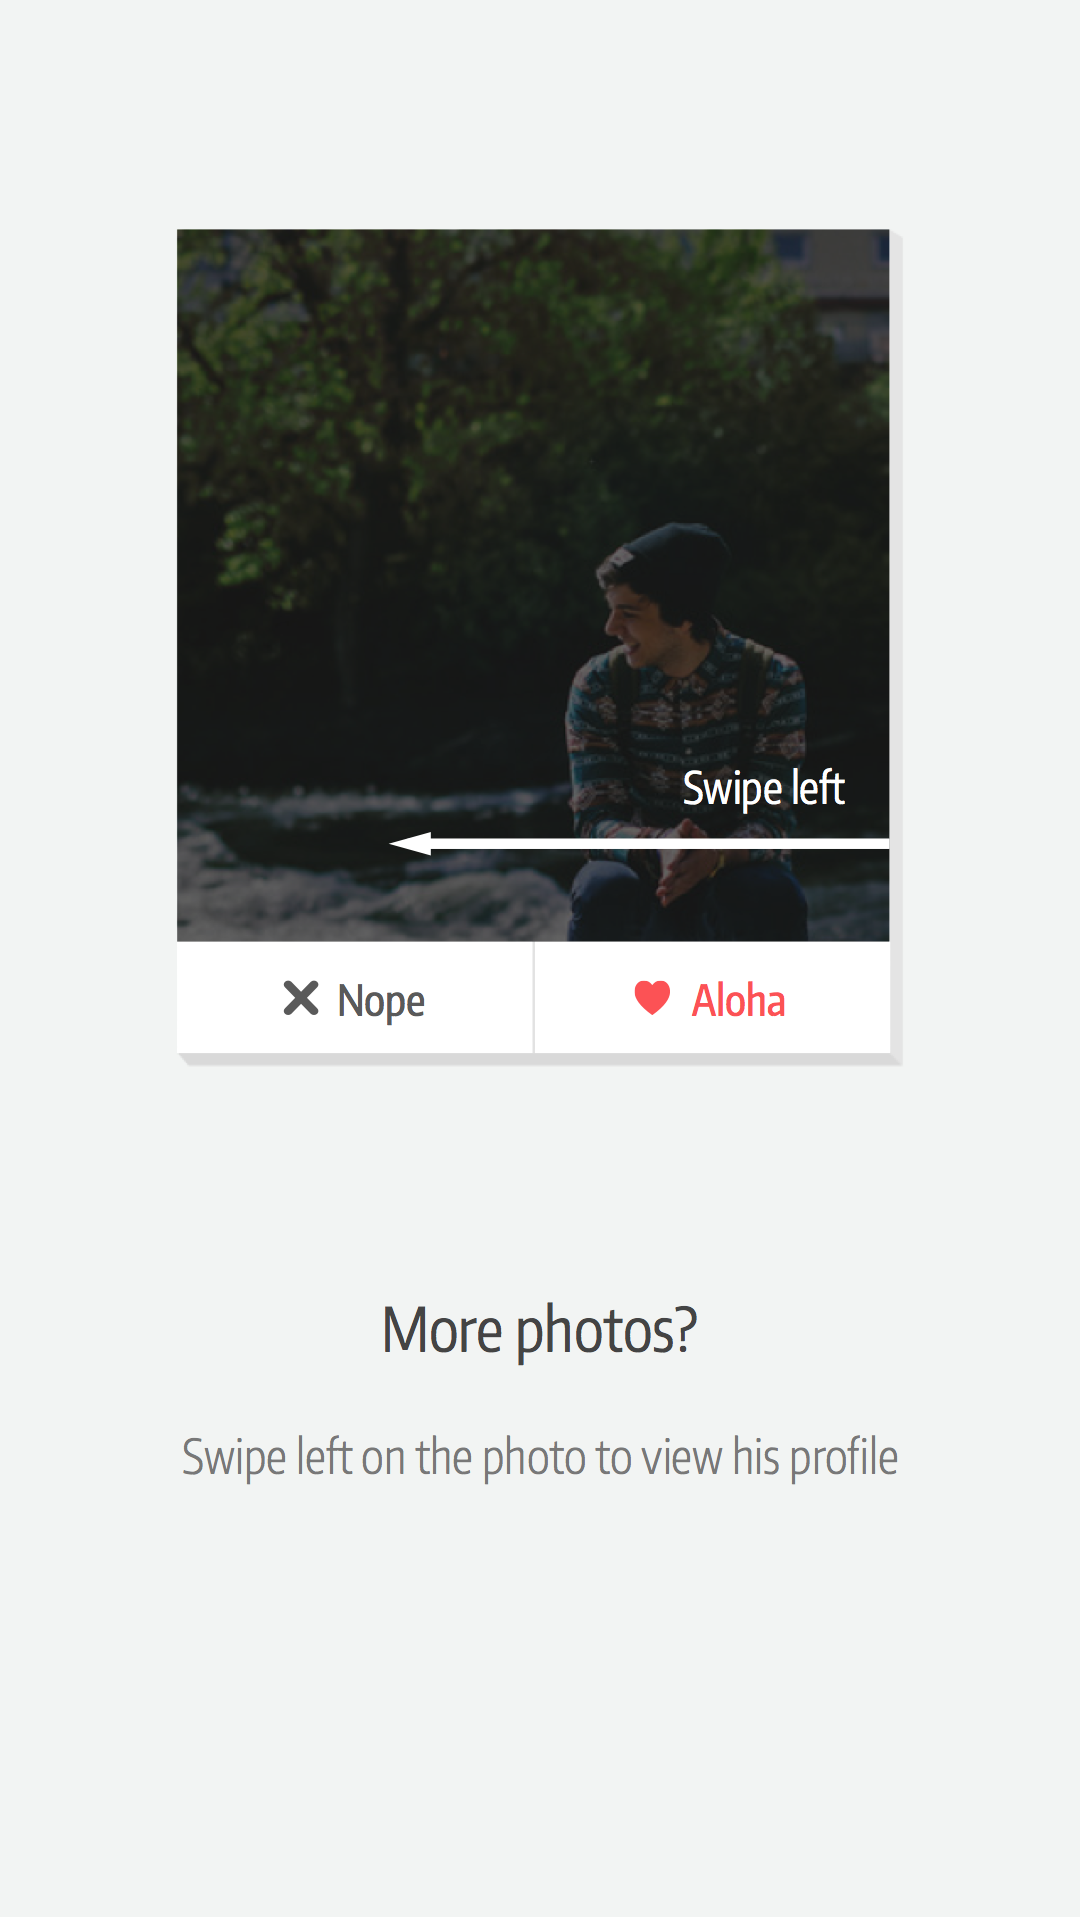 Swipe left
Nope
Aloha
More photos?
Swipe left on the photo to view his profile